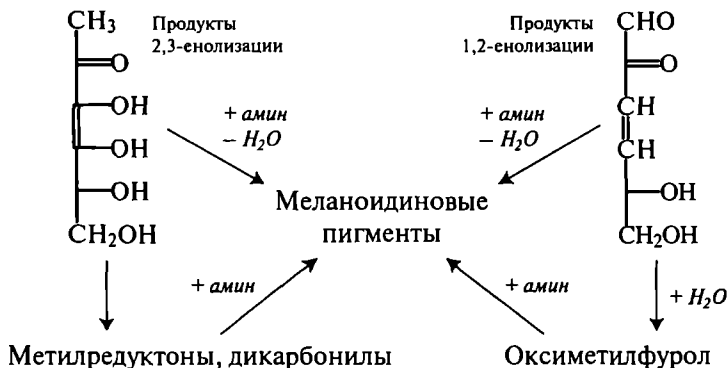 CH₃
Продукты
2,3-енолизации
O
OH
OH
OH
CH₂OH
+ амин
– H₂O
Продукты
1,2-енолизации
CHO
O
CH
CH
OH
CH₂OH
+ амин
– H₂O
Меланоидиновые
пигменты
+ амин
+ амин
+ H₂O
Метилредуктоны, дикарбонилы
Оксиметилфурол